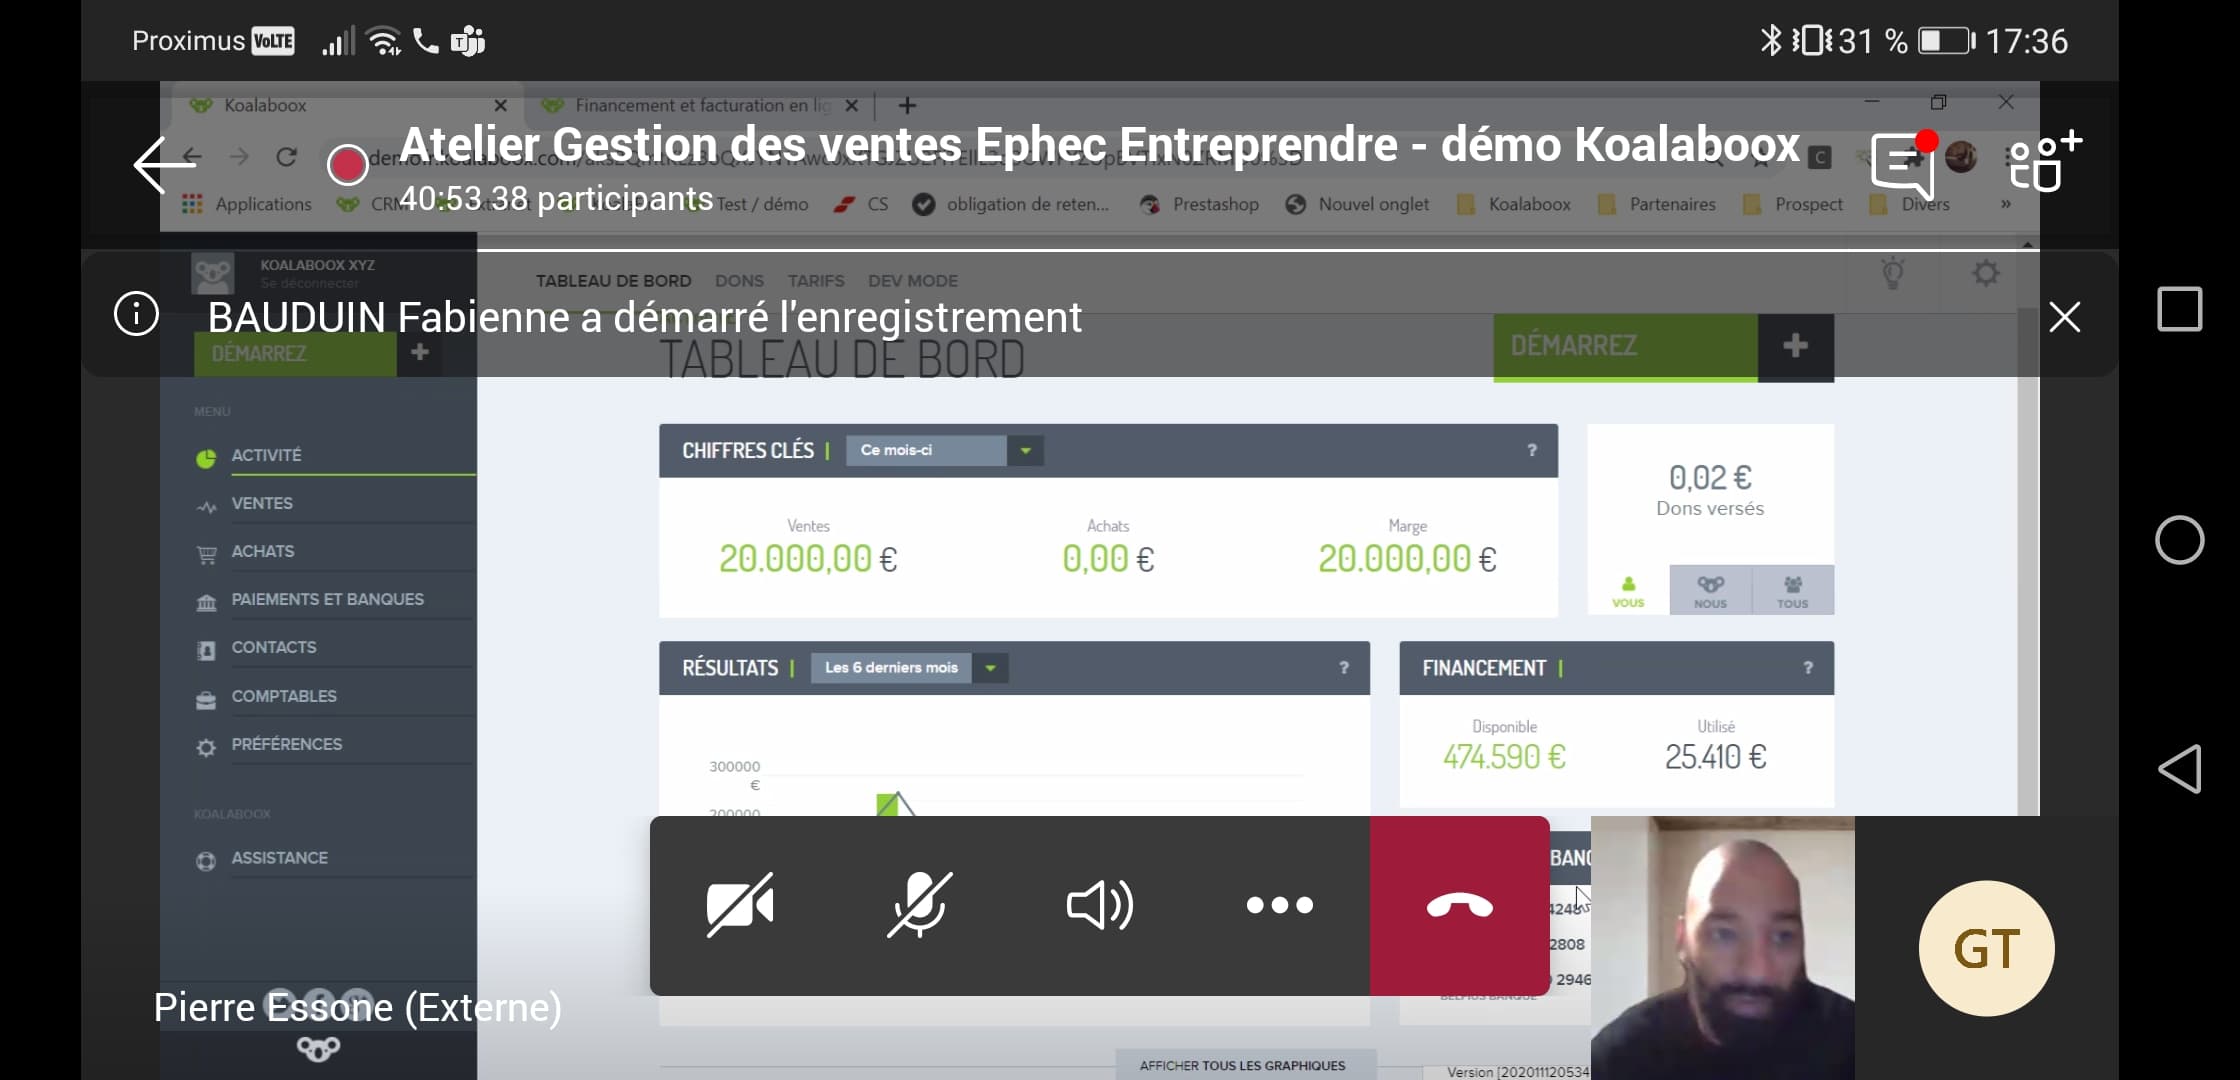 Proximus VoLTE
31 % 17:36
Koalaboox
Financement et facturation en lig
Atelier Gestion des ventes Ephec Entreprendre - démo Koalaboox
40:53.38 participants
Applications
CRM
Test / démo
CS
obligation de reten...
Prestashop
Nouvel onglet
Koalaboox
Partenaires
Prospect
Divers
»
KOALABOOX XYZ
Se déconnecter
TABLEAU DE BORD DONS TARIFS DEV MODE
BAUDUIN Fabienne a démarré l'enregistrement
DÉMARREZ +
TABLEAU DE BORD
DÉMARREZ +
MENU
ACTIVITÉ
VENTES
ACHATS
PAIEMENTS ET BANQUES
CONTACTS
COMPTABLES
PRÉFÉRENCES
KOALABOOX
ASSISTANCE
CHIFFRES CLÉS | Ce mois-ci ?
Ventes Achats Marge
20.000,00 € 0,00 € 20.000,00 €
0,02 €
Dons versés
VOUS NOUS TOUS
RÉSULTATS | Les 6 derniers mois ?
300000
€
200000
FINANCEMENT | ?
Disponible Utilisé
474.590 € 25.410 €
BANQ
2808
2946
BELFIUS BANQUE
GT
Pierre Essone (Externe)
AFFICHER TOUS LES GRAPHIQUES
Version [202011120534